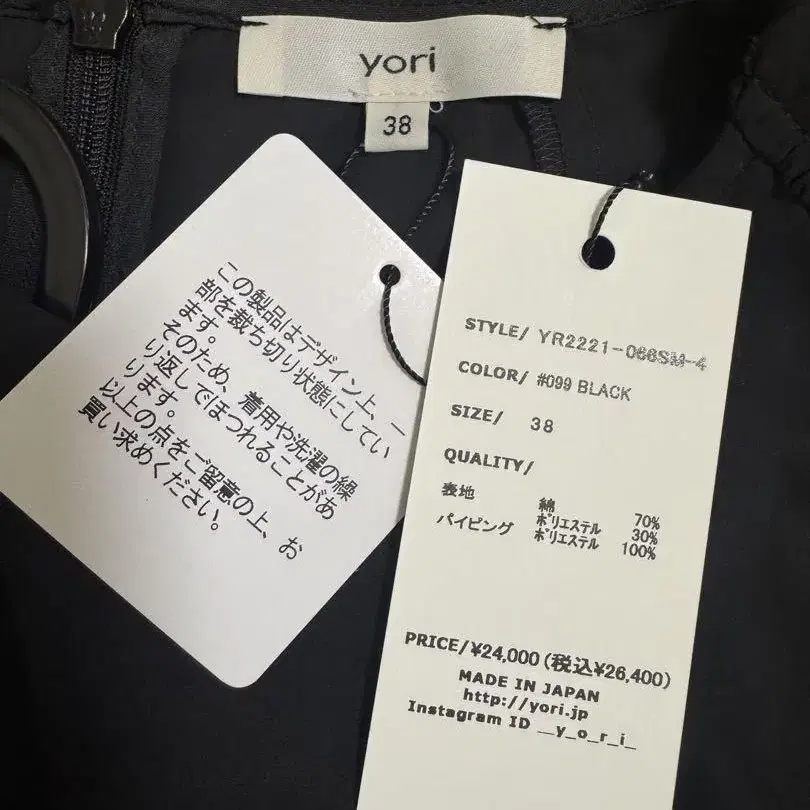 yori
38
この製品はデザイン上、一
部を裁ち切り状態にしてい
ます。
そのため、着用や洗濯の繰
り返しでほつれることがあ
ります。
以上の点をご留意の上、お
買い求めください。
STYLE/ YR2221-066SM-4
COLOR/ #099 BLACK
SIZE/ 38
QUALITY/
表地 綿 70%
ポリエステル 30%
パイピング ポリエステル 100%
PRICE/¥24,000(税込¥26,400)
MADE IN JAPAN
http://yori.jp
Instagram ID __y_o_r_i_